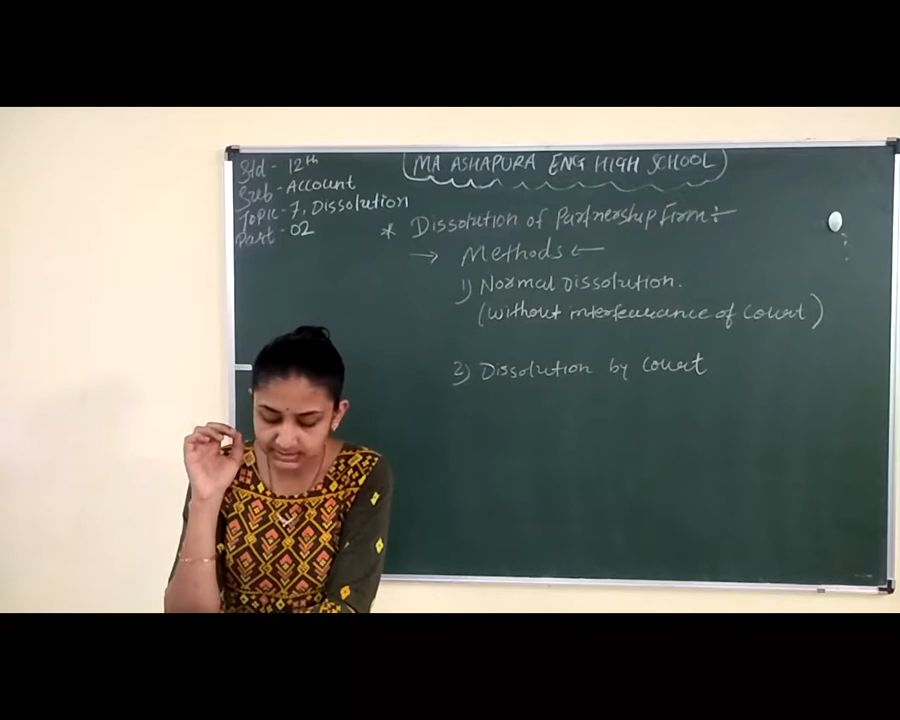 Std - 12th
Sub - Account
Topic - 7, Dissolution
Part - 02
MA ASHAPURA ENG HIGH SCHOOL
* Dissolution of Partnership Firm ÷
→ Methods ←
1) Normal Dissolution.
(without interfeurance of Court)
2) Dissolution by Court